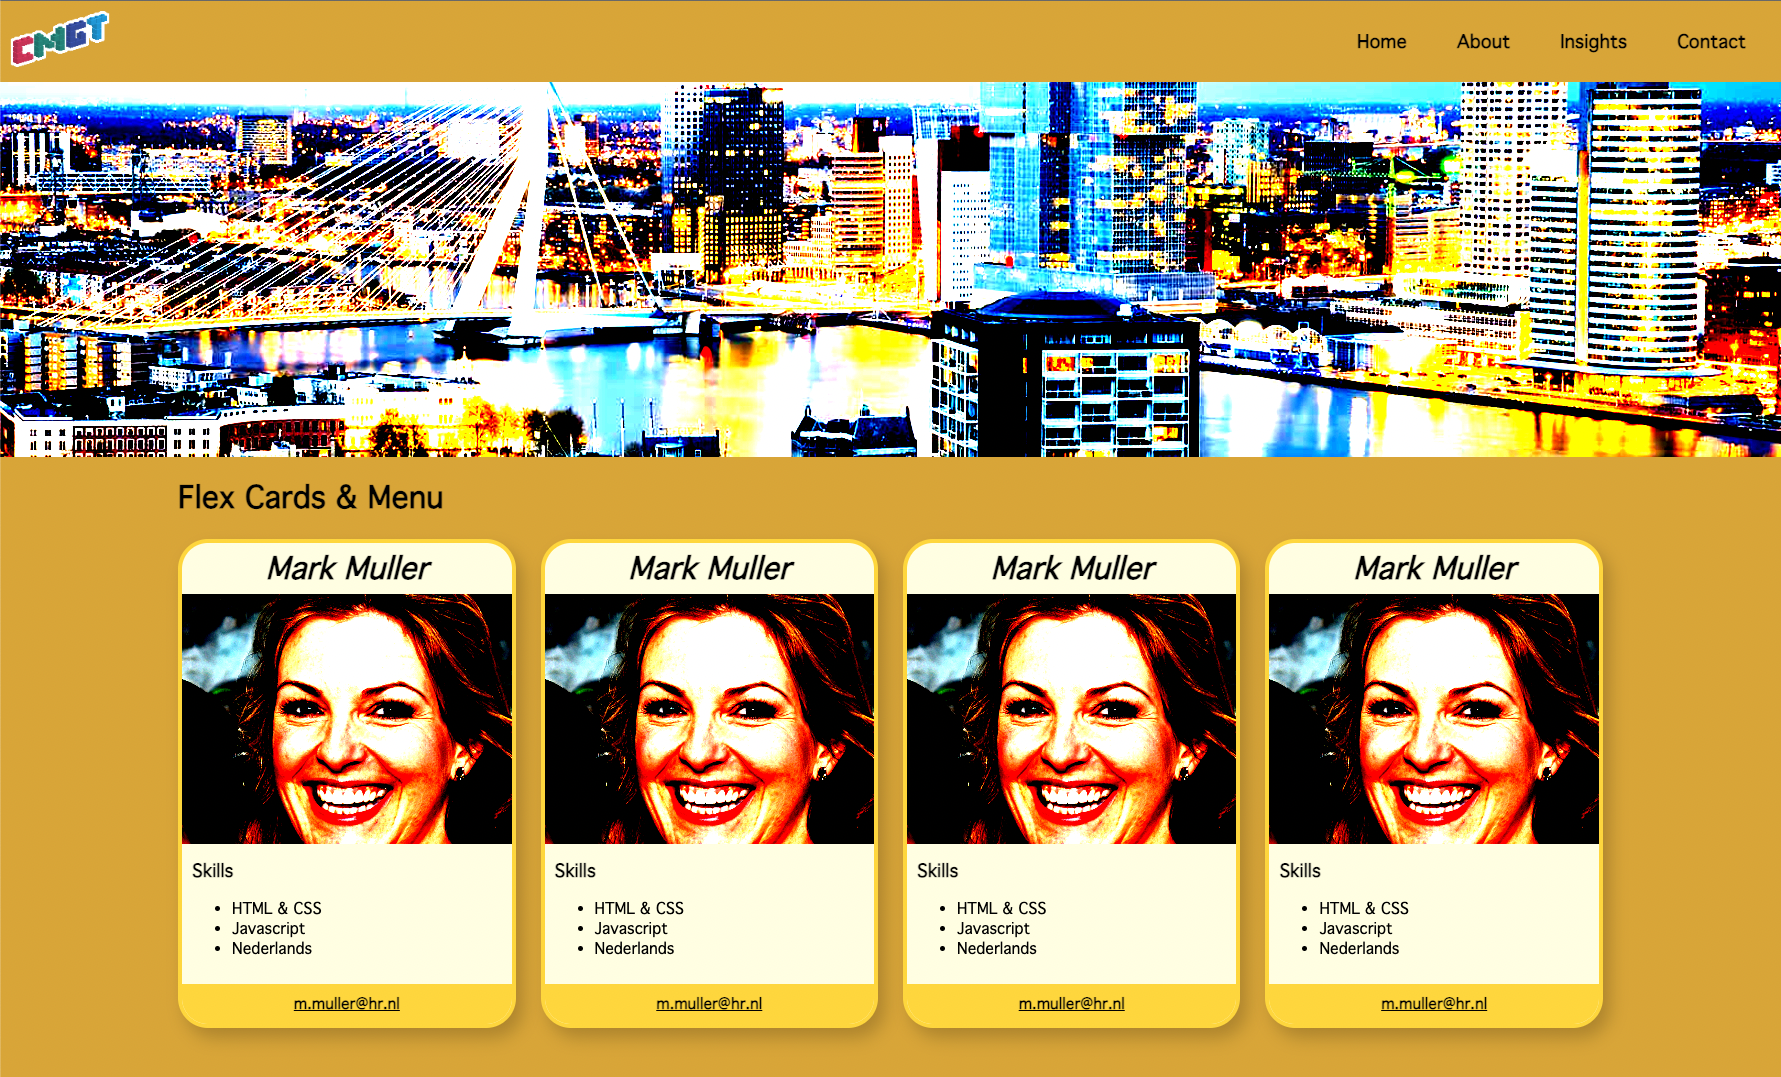 CMGT
Home About Insights Contact
Flex Cards & Menu
Mark Muller
Skills
HTML & CSS
Javascript
Nederlands
m.muller@hr.nl
Mark Muller
Skills
HTML & CSS
Javascript
Nederlands
m.muller@hr.nl
Mark Muller
Skills
HTML & CSS
Javascript
Nederlands
m.muller@hr.nl
Mark Muller
Skills
HTML & CSS
Javascript
Nederlands
m.muller@hr.nl